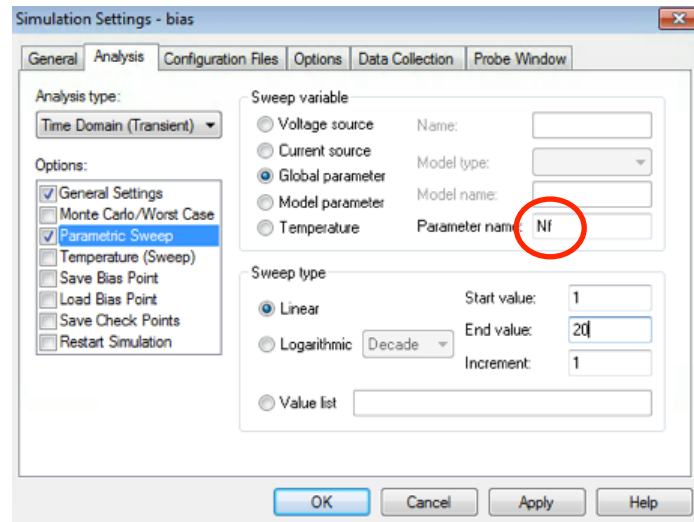 Simulation Settings - bias
General Analysis Configuration Files Options Data Collection Probe Window
Analysis type:
Time Domain (Transient)
Options:
General Settings
Monte Carlo/Worst Case
Parametric Sweep
Temperature (Sweep)
Save Bias Point
Load Bias Point
Save Check Points
Restart Simulation
Sweep variable
Voltage source Name:
Current source Model type:
Global parameter
Model parameter Model name:
Temperature Parameter name: Nf
Sweep type
Linear Start value: 1
End value: 20
Logarithmic Decade
Increment: 1
Value list
OK Cancel Apply Help